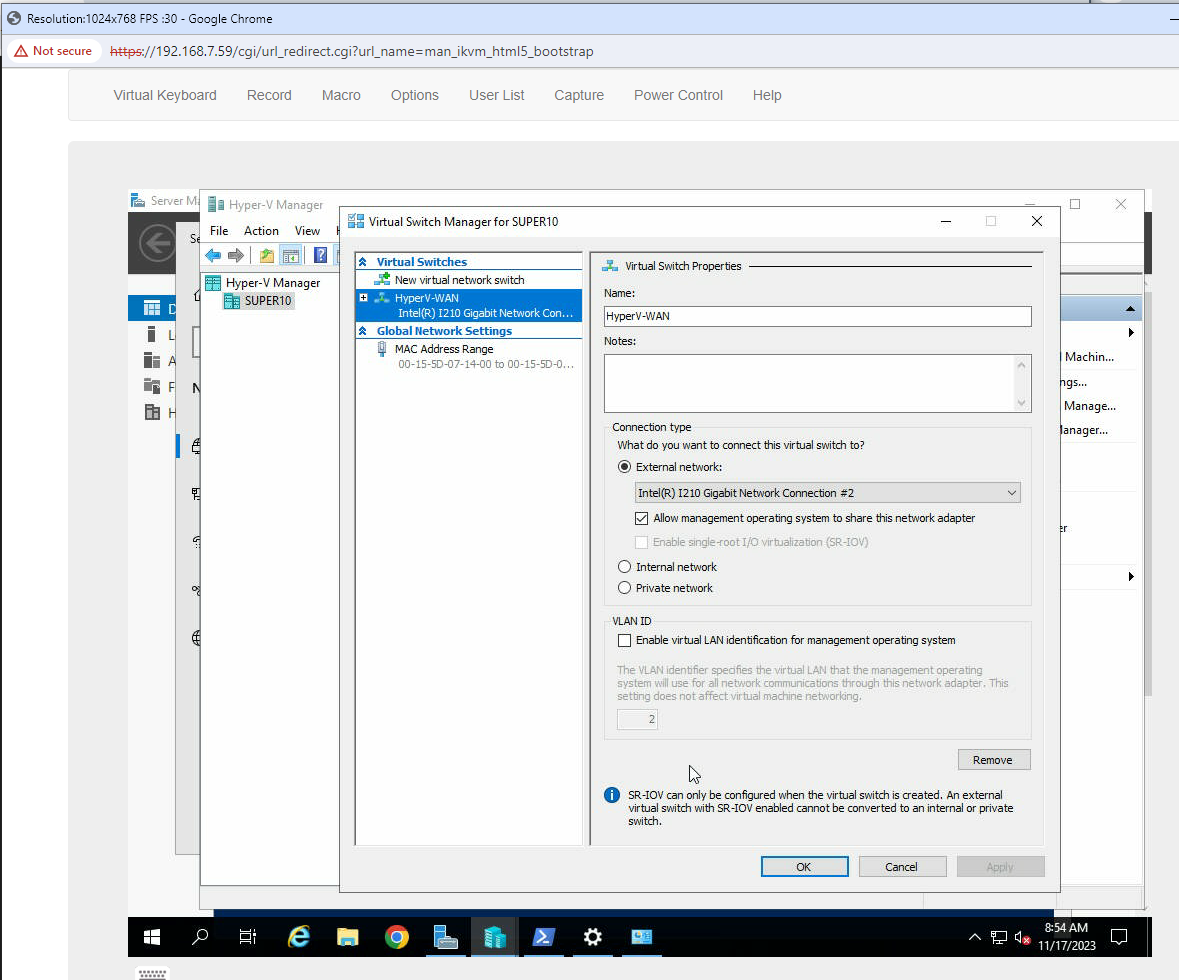 Resolution:1024x768 FPS :30 - Google Chrome
Not secure
https://192.168.7.59/cgi/url_redirect.cgi?url_name=man_ikvm_html5_bootstrap
Virtual Keyboard Record Macro Options User List Capture Power Control Help
Server Ma
Hyper-V Manager
File Action View
Virtual Switch Manager for SUPER10
Hyper-V Manager
SUPER10
Virtual Switches
New virtual network switch
HyperV-WAN
Intel(R) I210 Gigabit Network Con...
Global Network Settings
MAC Address Range
00-15-5D-07-14-00 to 00-15-5D-0...
Virtual Switch Properties
Name:
HyperV-WAN
Notes:
Connection type
What do you want to connect this virtual switch to?
External network:
Intel(R) I210 Gigabit Network Connection #2
Allow management operating system to share this network adapter
Enable single-root I/O virtualization (SR-IOV)
Internal network
Private network
VLAN ID
Enable virtual LAN identification for management operating system
The VLAN identifier specifies the virtual LAN that the management operating
system will use for all network communications through this network adapter. This
setting does not affect virtual machine networking.
2
Remove
SR-IOV can only be configured when the virtual switch is created. An external
virtual switch with SR-IOV enabled cannot be converted to an internal or private
switch.
OK Cancel Apply
Machin...
ngs...
Manage...
anager...
er
8:54 AM
11/17/2023